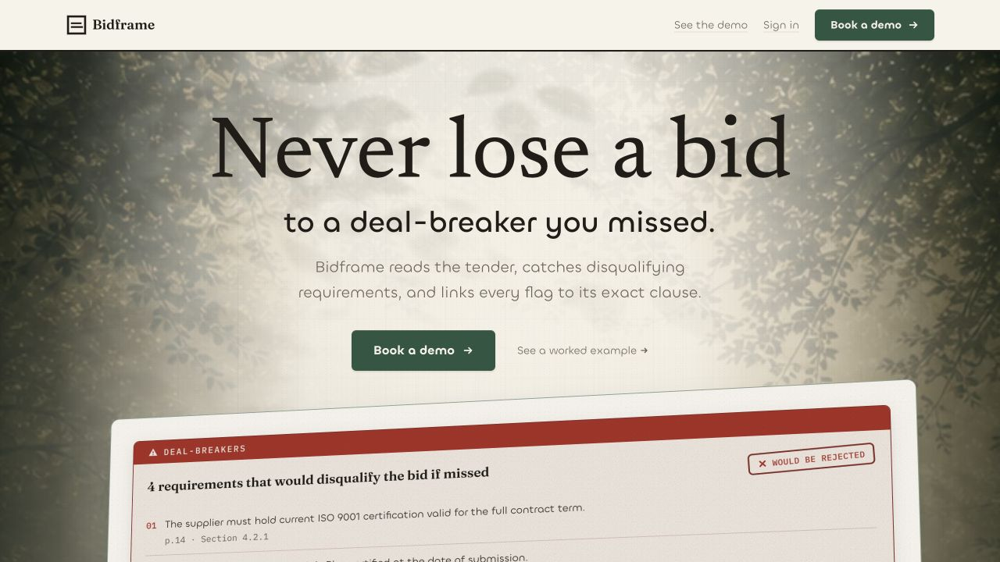 Bidframe
See the demo
Sign in
Book a demo →
Never lose a bid
to a deal-breaker you missed.
Bidframe reads the tender, catches disqualifying
requirements, and links every flag to its exact clause.
Book a demo →
See a worked example →
DEAL-BREAKERS
4 requirements that would disqualify the bid if missed
✕ WOULD BE REJECTED
01 The supplier must hold current ISO 9001 certification valid for the full contract term.
p.14 · Section 4.2.1
at the date of submission.